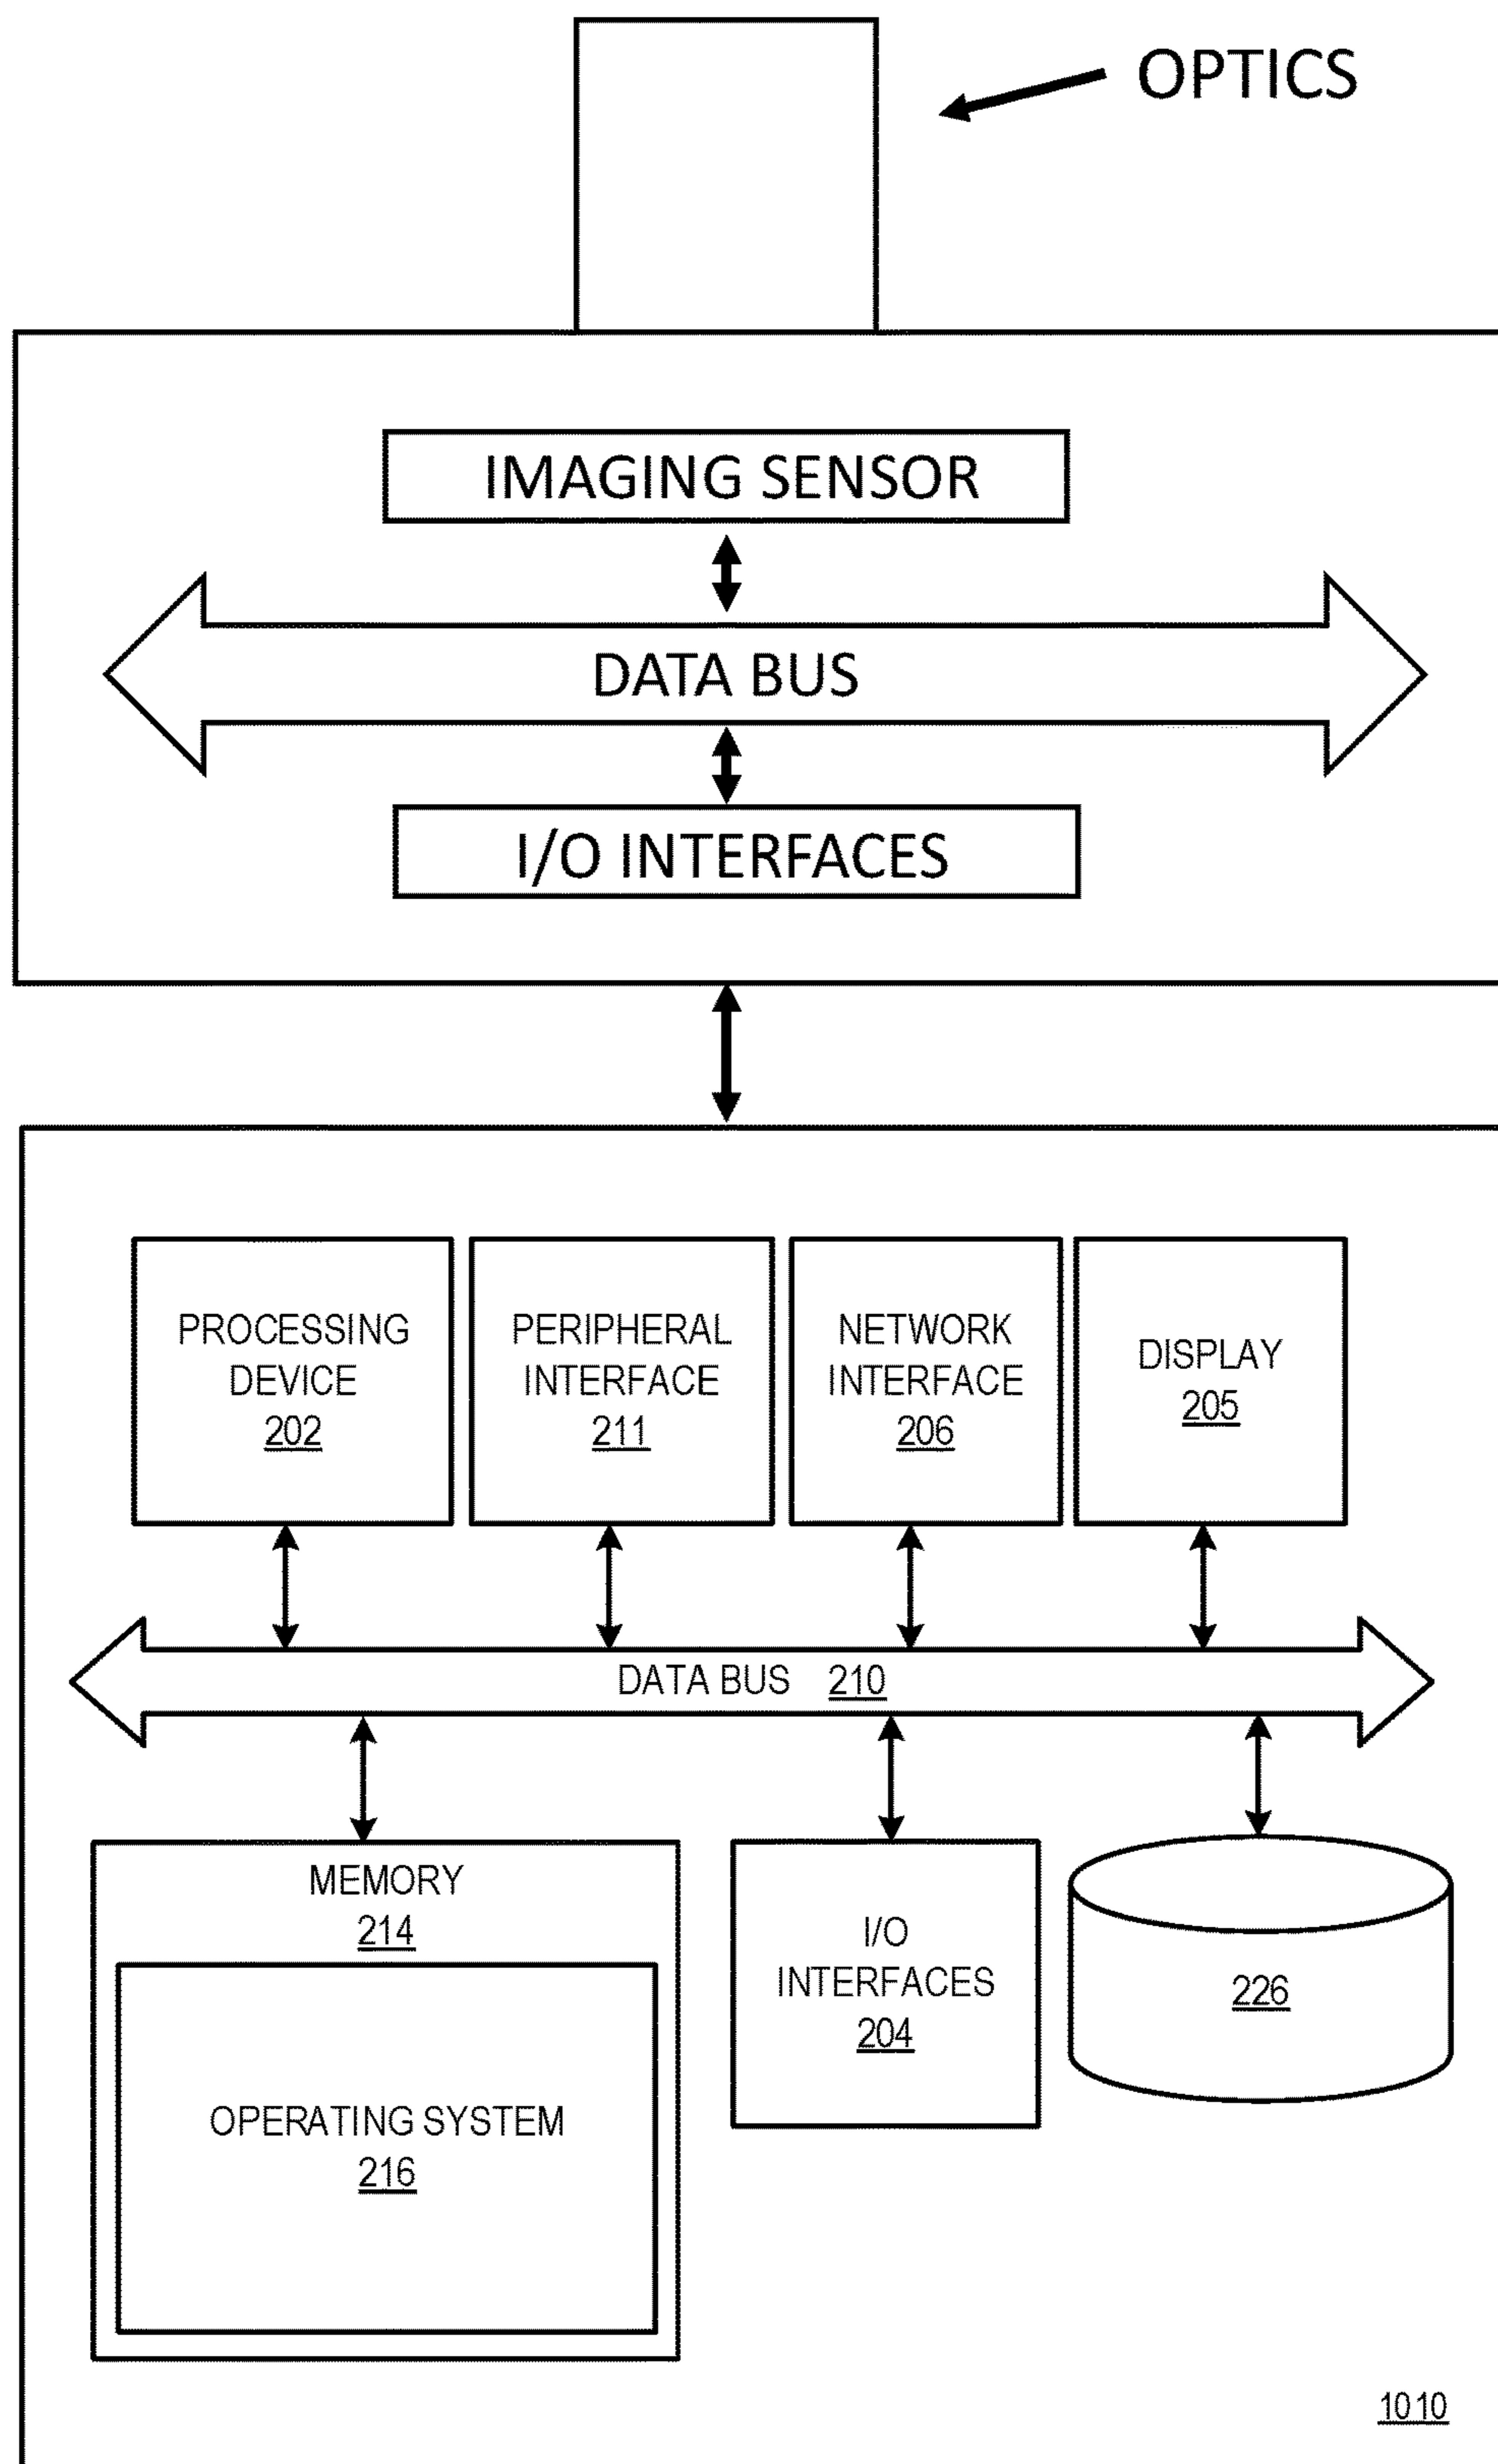 OPTICS
IMAGING SENSOR
DATA BUS
I/O INTERFACES
PROCESSING
DEVICE
202
PERIPHERAL
INTERFACE
211
NETWORK
INTERFACE
206
DISPLAY
205
DATA BUS 210
MEMORY
214
OPERATING SYSTEM
216
I/O
INTERFACES
204
226
1010